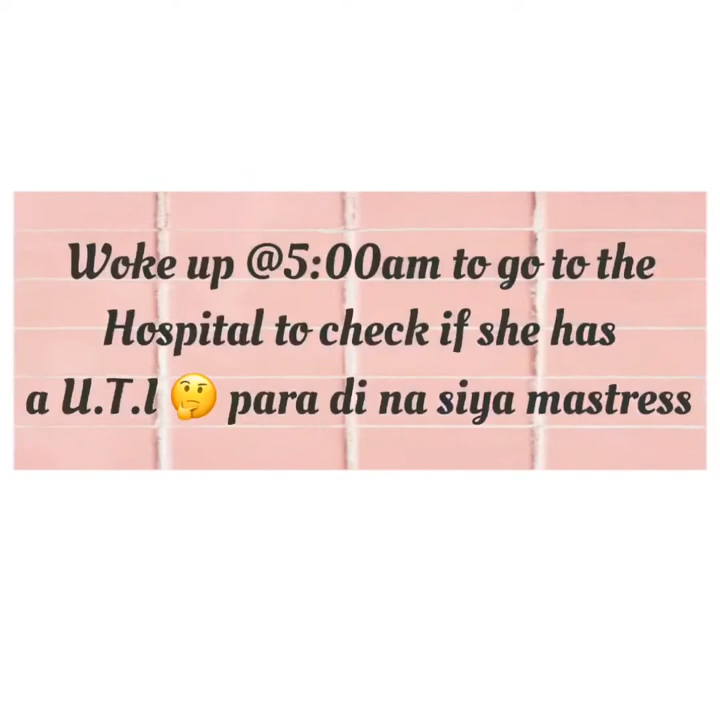 Woke up @5:00am to go to the
Hospital to check if she has
a U.T.I 🤔 para di na siya mastress